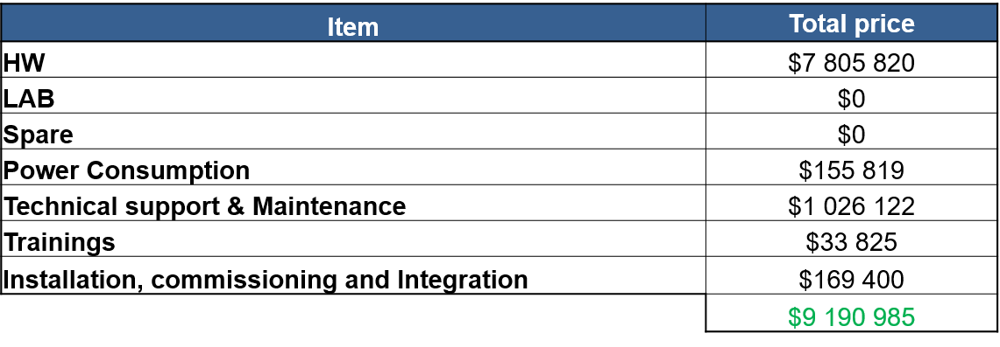 Item Total price
HW $7 805 820
LAB $0
Spare $0
Power Consumption $155 819
Technical support & Maintenance $1 026 122
Trainings $33 825
Installation, commissioning and Integration $169 400
$9 190 985